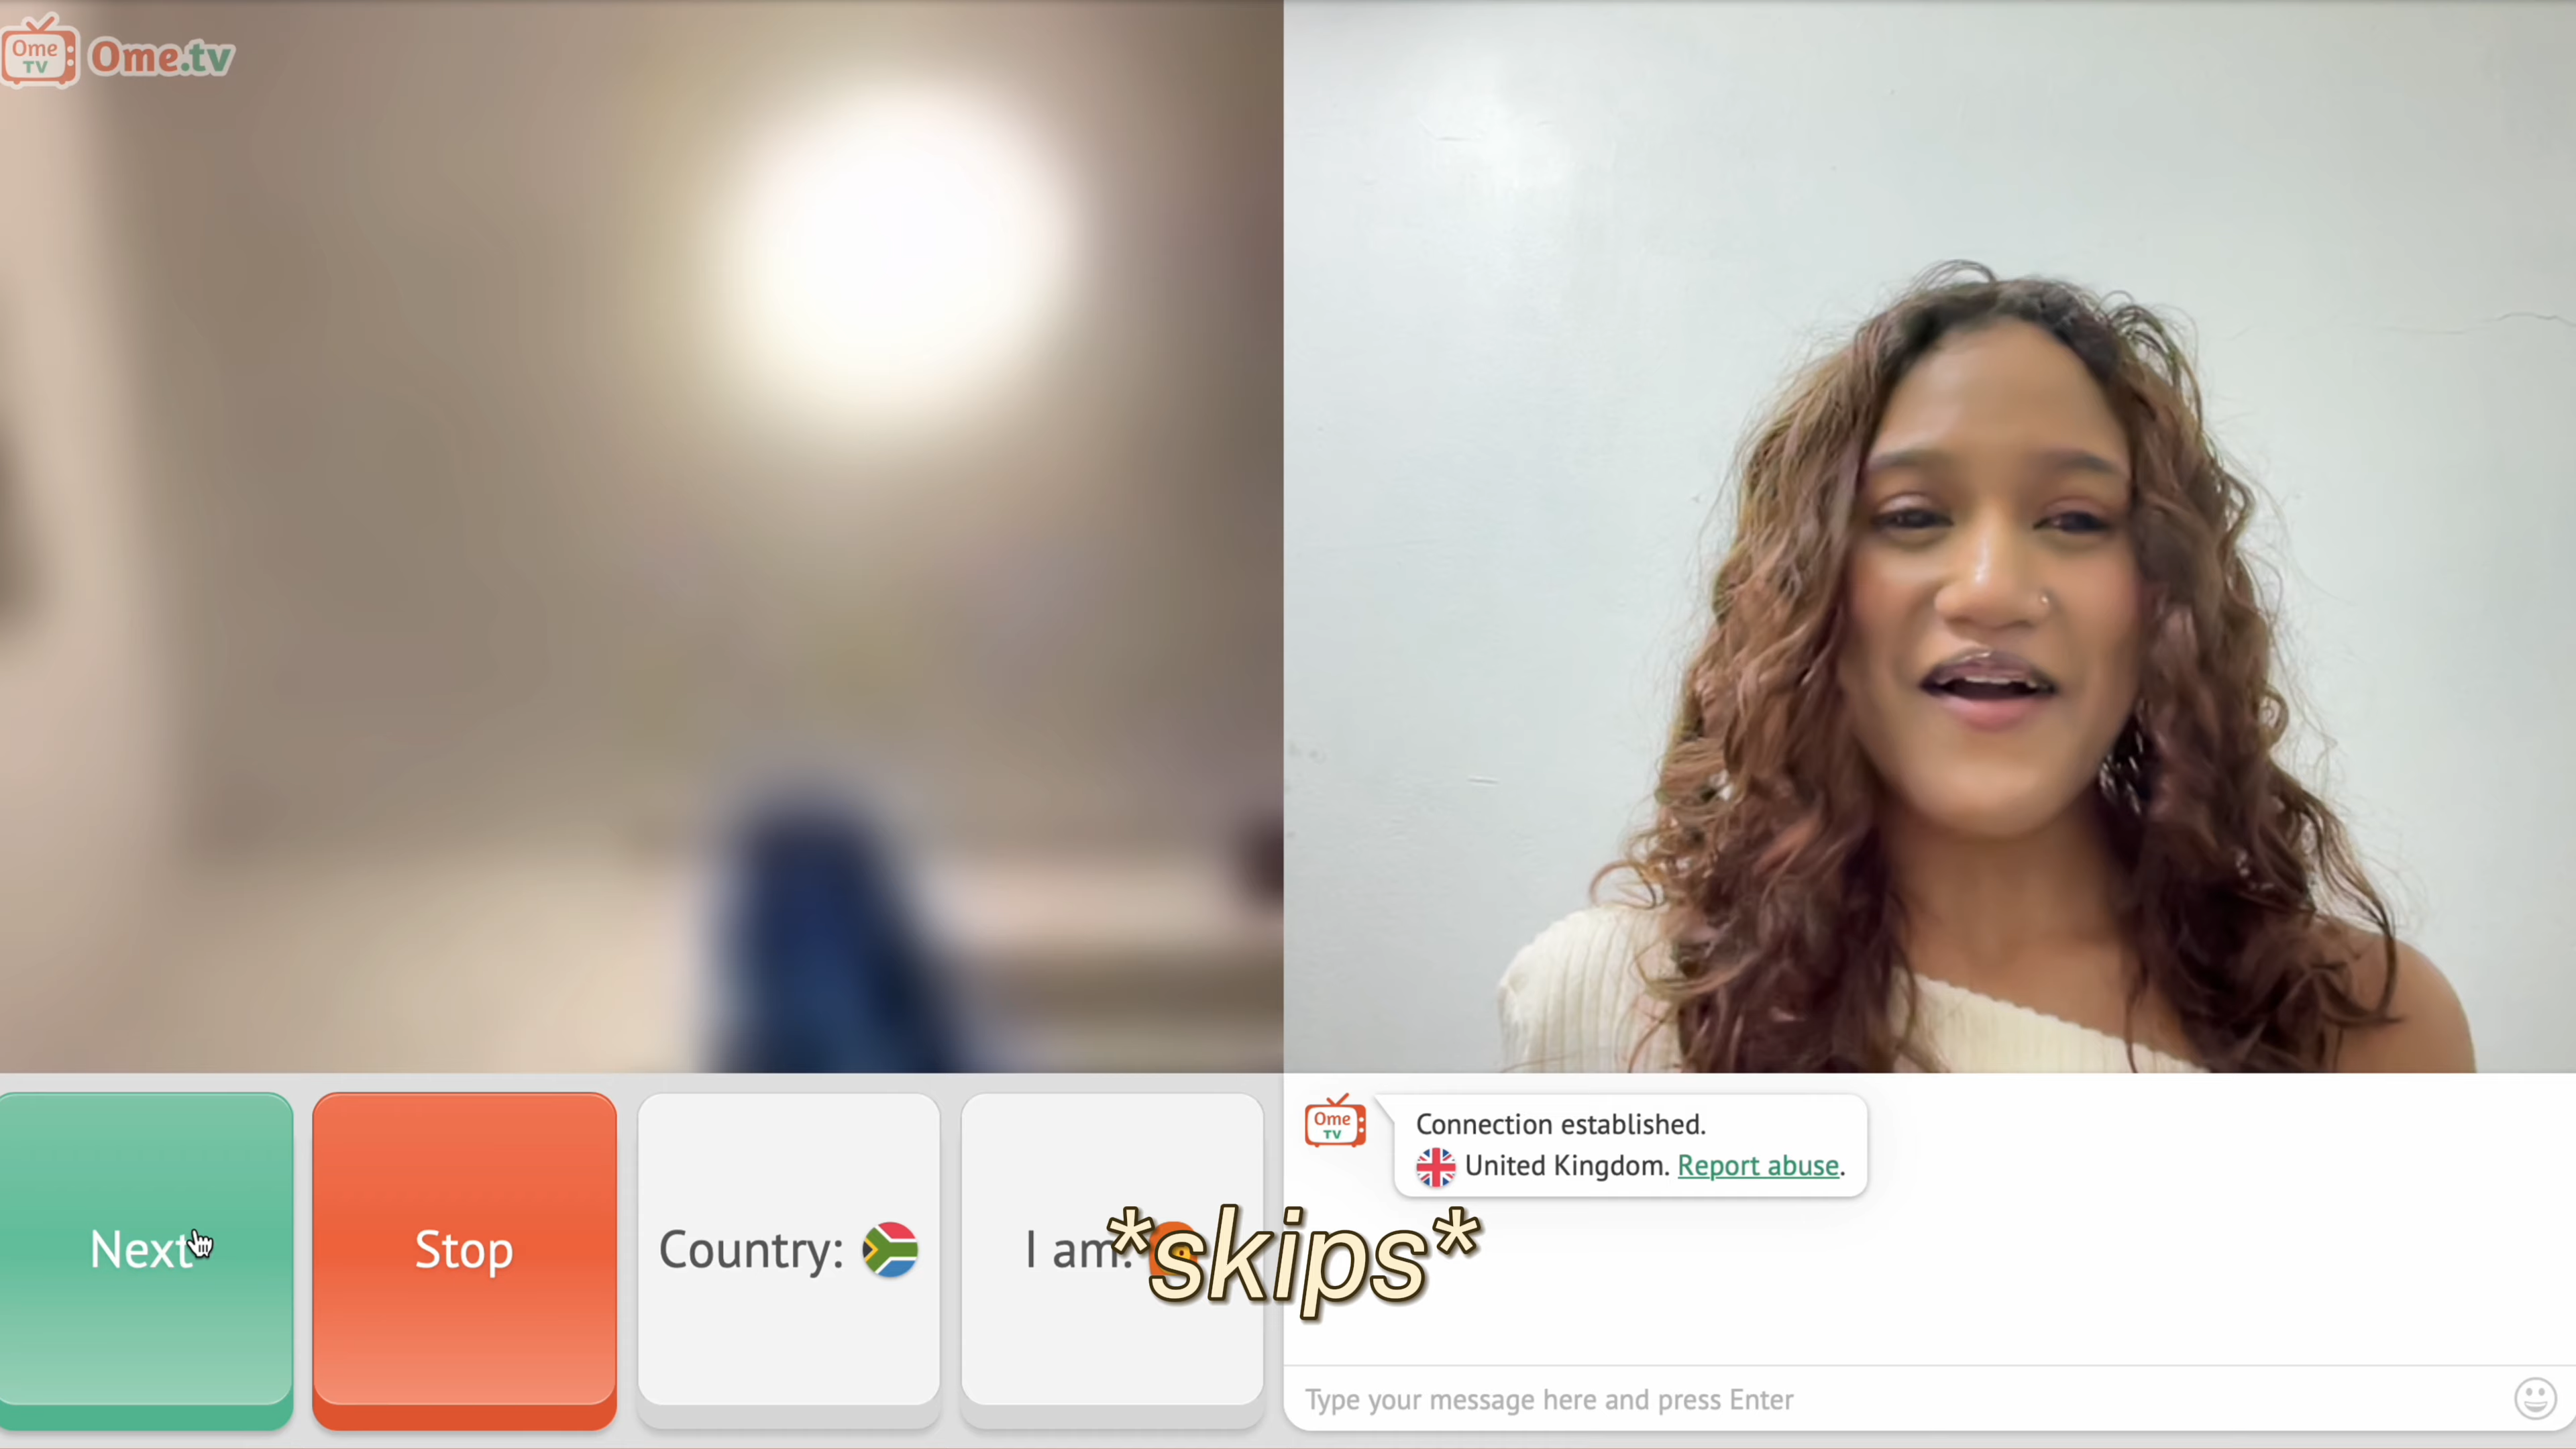 Ome
TV
Ome.tv
Ome
TV
Connection established.
United Kingdom. Report abuse.
Next
Stop
Country:
I am:
*skips*
Type your message here and press Enter